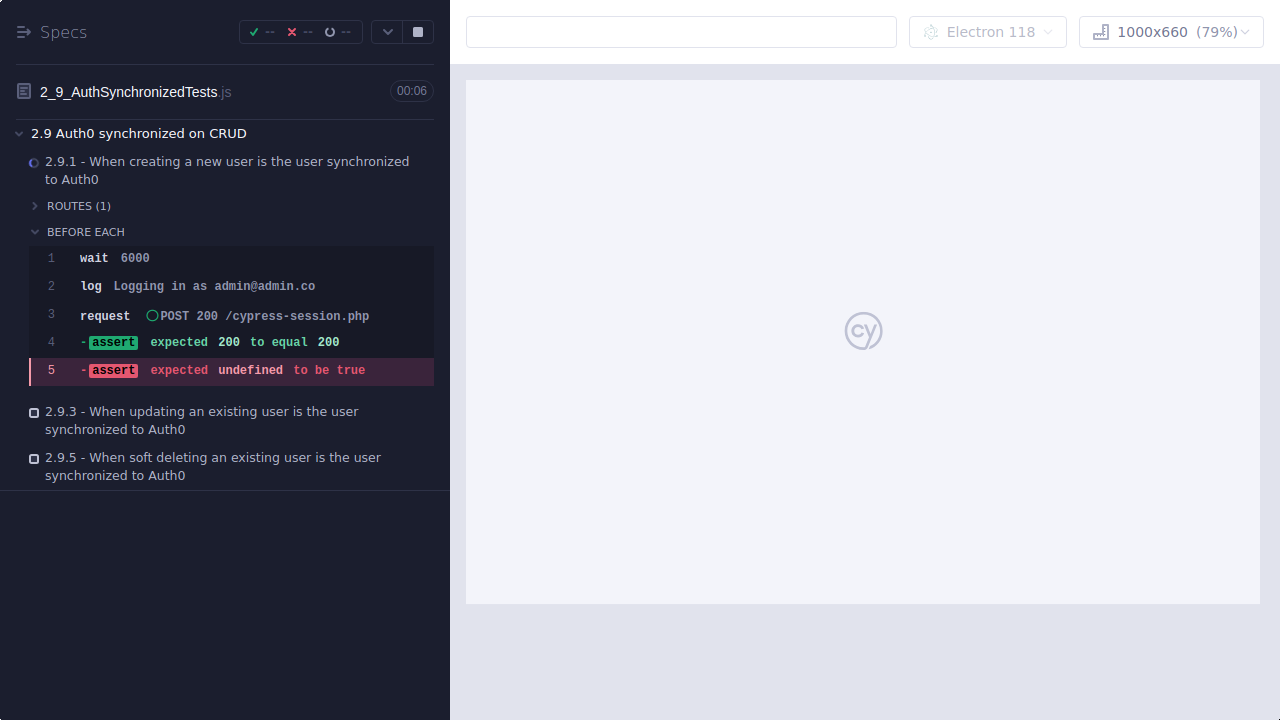 Specs
-- -- --
2_9_AuthSynchronizedTests.js
00:06
2.9 Auth0 synchronized on CRUD
2.9.1 - When creating a new user is the user synchronized
to Auth0
ROUTES (1)
BEFORE EACH
1 wait 6000
2 log Logging in as admin@admin.co
3 request POST 200 /cypress-session.php
4 -assert expected 200 to equal 200
5 -assert expected undefined to be true
2.9.3 - When updating an existing user is the user
synchronized to Auth0
2.9.5 - When soft deleting an existing user is the user
synchronized to Auth0
Electron 118
1000x660 (79%)
cy